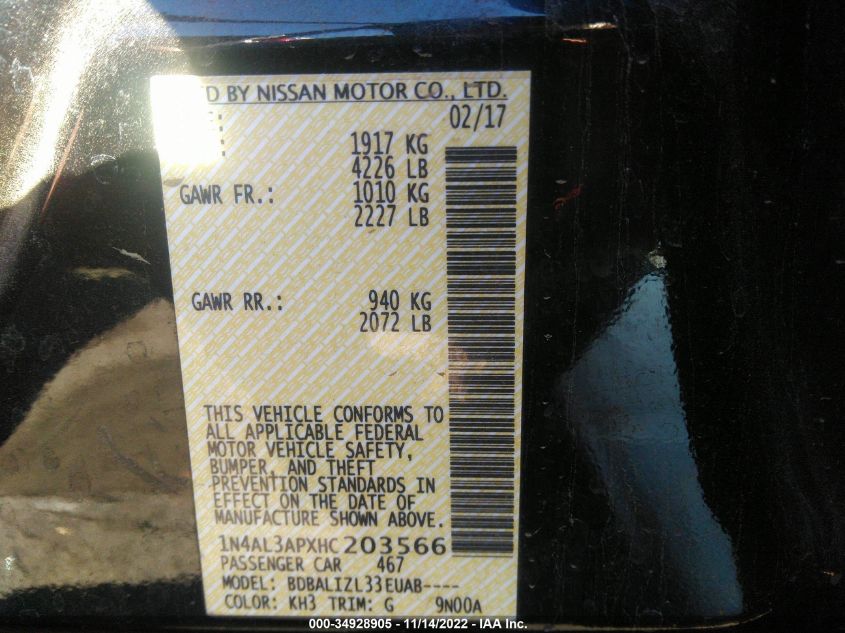 D BY NISSAN MOTOR CO., LTD.
02/17
1917 KG
4226 LB
GAWR FR.: 1010 KG
2227 LB
GAWR RR.: 940 KG
2072 LB
THIS VEHICLE CONFORMS TO
ALL APPLICABLE FEDERAL
MOTOR VEHICLE SAFETY,
BUMPER, AND THEFT
PREVENTION STANDARDS IN
EFFECT ON THE DATE OF
MANUFACTURE SHOWN ABOVE.
1N4AL3APXHC203566
PASSENGER CAR 467
MODEL: BDBALIZL33EUAB----
COLOR: KH3 TRIM: G 9N00A
000-34928905 - 11/14/2022 - IAA Inc.